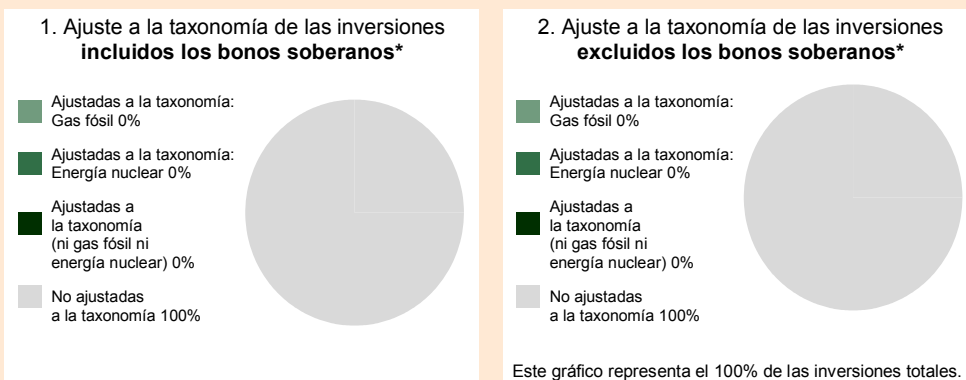 1. Ajuste a la taxonomía de las inversiones
incluidos los bonos soberanos*
Ajustadas a la taxonomía:
Gas fósil 0%
Ajustadas a la taxonomía:
Energía nuclear 0%
Ajustadas a
la taxonomía
(ni gas fósil ni
energía nuclear) 0%
No ajustadas
a la taxonomía 100%
2. Ajuste a la taxonomía de las inversiones
excluidos los bonos soberanos*
Ajustadas a la taxonomía:
Gas fósil 0%
Ajustadas a la taxonomía:
Energía nuclear 0%
Ajustadas a
la taxonomía
(ni gas fósil ni
energía nuclear) 0%
No ajustadas
a la taxonomía 100%
Este gráfico representa el 100% de las inversiones totales.